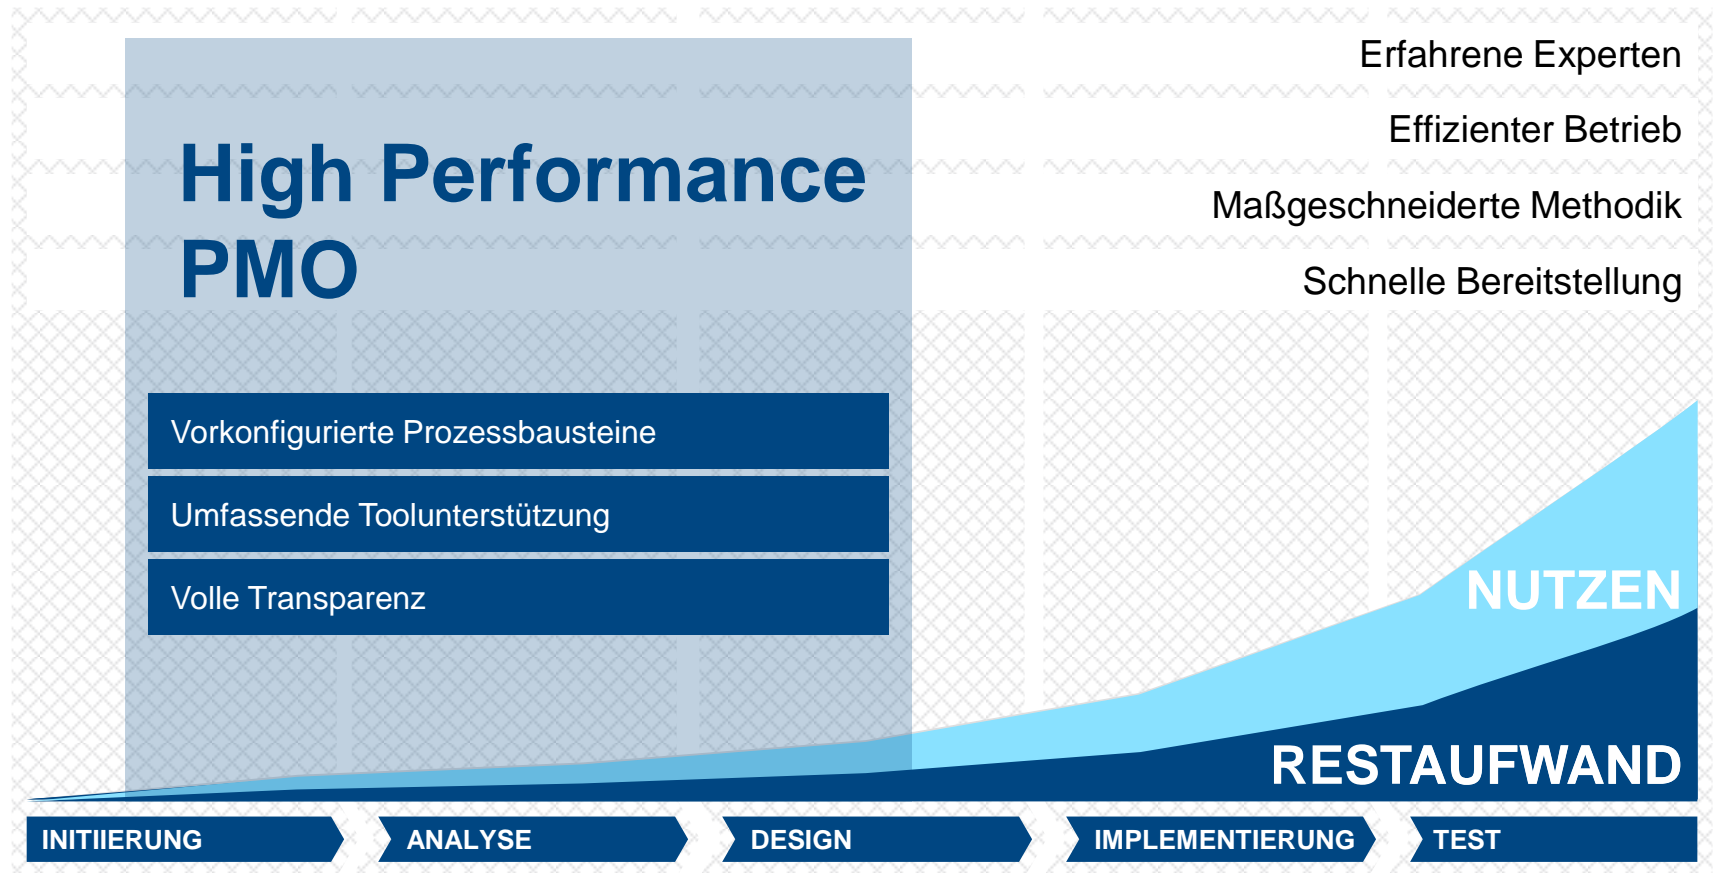 High Performance
PMO
Vorkonfigurierte Prozessbausteine
Umfassende Toolunterstützung
Volle Transparenz
Erfahrene Experten
Effizienter Betrieb
Maßgeschneiderte Methodik
Schnelle Bereitstellung
NUTZEN
RESTAUFWAND
INITIIERUNG
ANALYSE
DESIGN
IMPLEMENTIERUNG
TEST